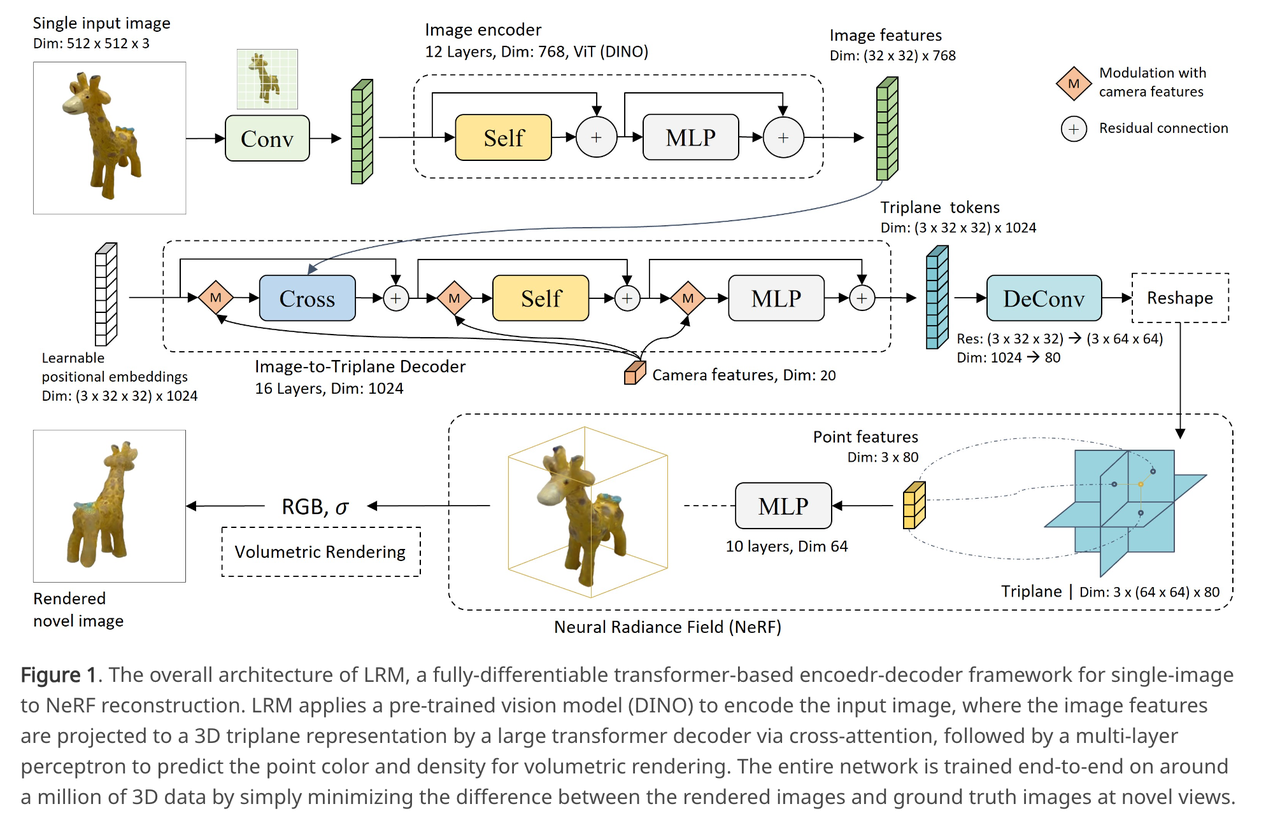 Single input image
Dim: 512 x 512 x 3
Conv
Image encoder
12 Layers, Dim: 768, ViT (DINO)
Self
+
MLP
+
Image features
Dim: (32 x 32) x 768
M
Modulation with
camera features
+
Residual connection
Learnable
positional embeddings
Dim: (3 x 32 x 32) x 1024
M
Cross
+
M
Self
+
M
MLP
+
Image-to-Triplane Decoder
16 Layers, Dim: 1024
Camera features, Dim: 20
Triplane tokens
Dim: (3 x 32 x 32) x 1024
DeConv
Res: (3 x 32 x 32) → (3 x 64 x 64)
Dim: 1024 → 80
Reshape
Point features
Dim: 3 x 80
MLP
10 layers, Dim 64
Triplane | Dim: 3 x (64 x 64) x 80
Neural Radiance Field (NeRF)
RGB, σ
Volumetric Rendering
Rendered
novel image
Figure 1. The overall architecture of LRM, a fully-differentiable transformer-based encoedr-decoder framework for single-image
to NeRF reconstruction. LRM applies a pre-trained vision model (DINO) to encode the input image, where the image features
are projected to a 3D triplane representation by a large transformer decoder via cross-attention, followed by a multi-layer
perceptron to predict the point color and density for volumetric rendering. The entire network is trained end-to-end on around
a million of 3D data by simply minimizing the difference between the rendered images and ground truth images at novel views.